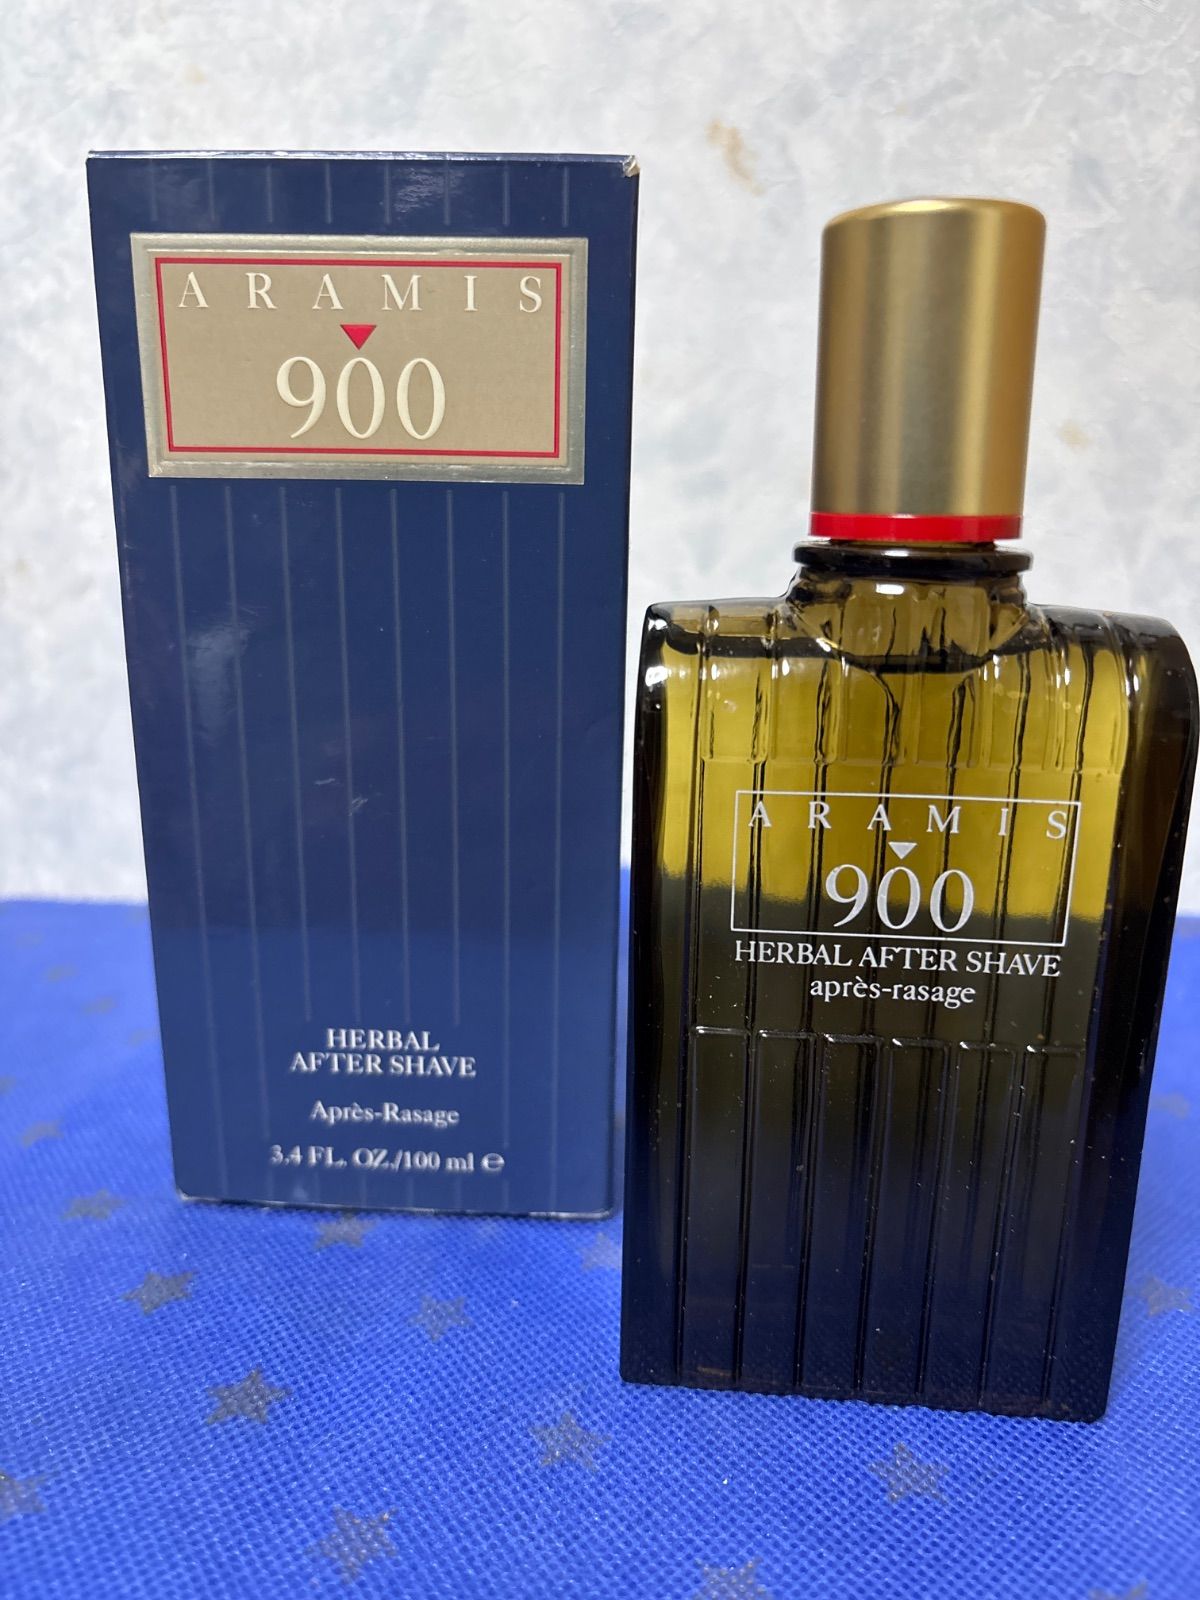 ARAMIS
900
HERBAL
AFTER SHAVE
Après-Rasage
3.4 FL. OZ./100 ml ℮
ARAMIS
900
HERBAL AFTER SHAVE
après-rasage